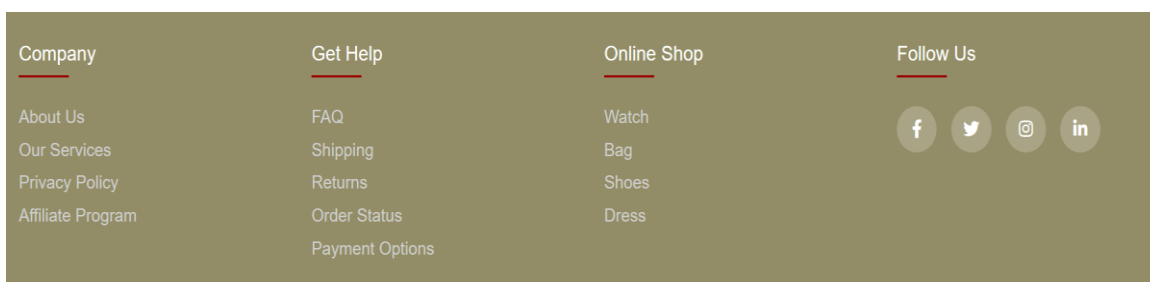 Company
About Us
Our Services
Privacy Policy
Affiliate Program
Get Help
FAQ
Shipping
Returns
Order Status
Payment Options
Online Shop
Watch
Bag
Shoes
Dress
Follow Us